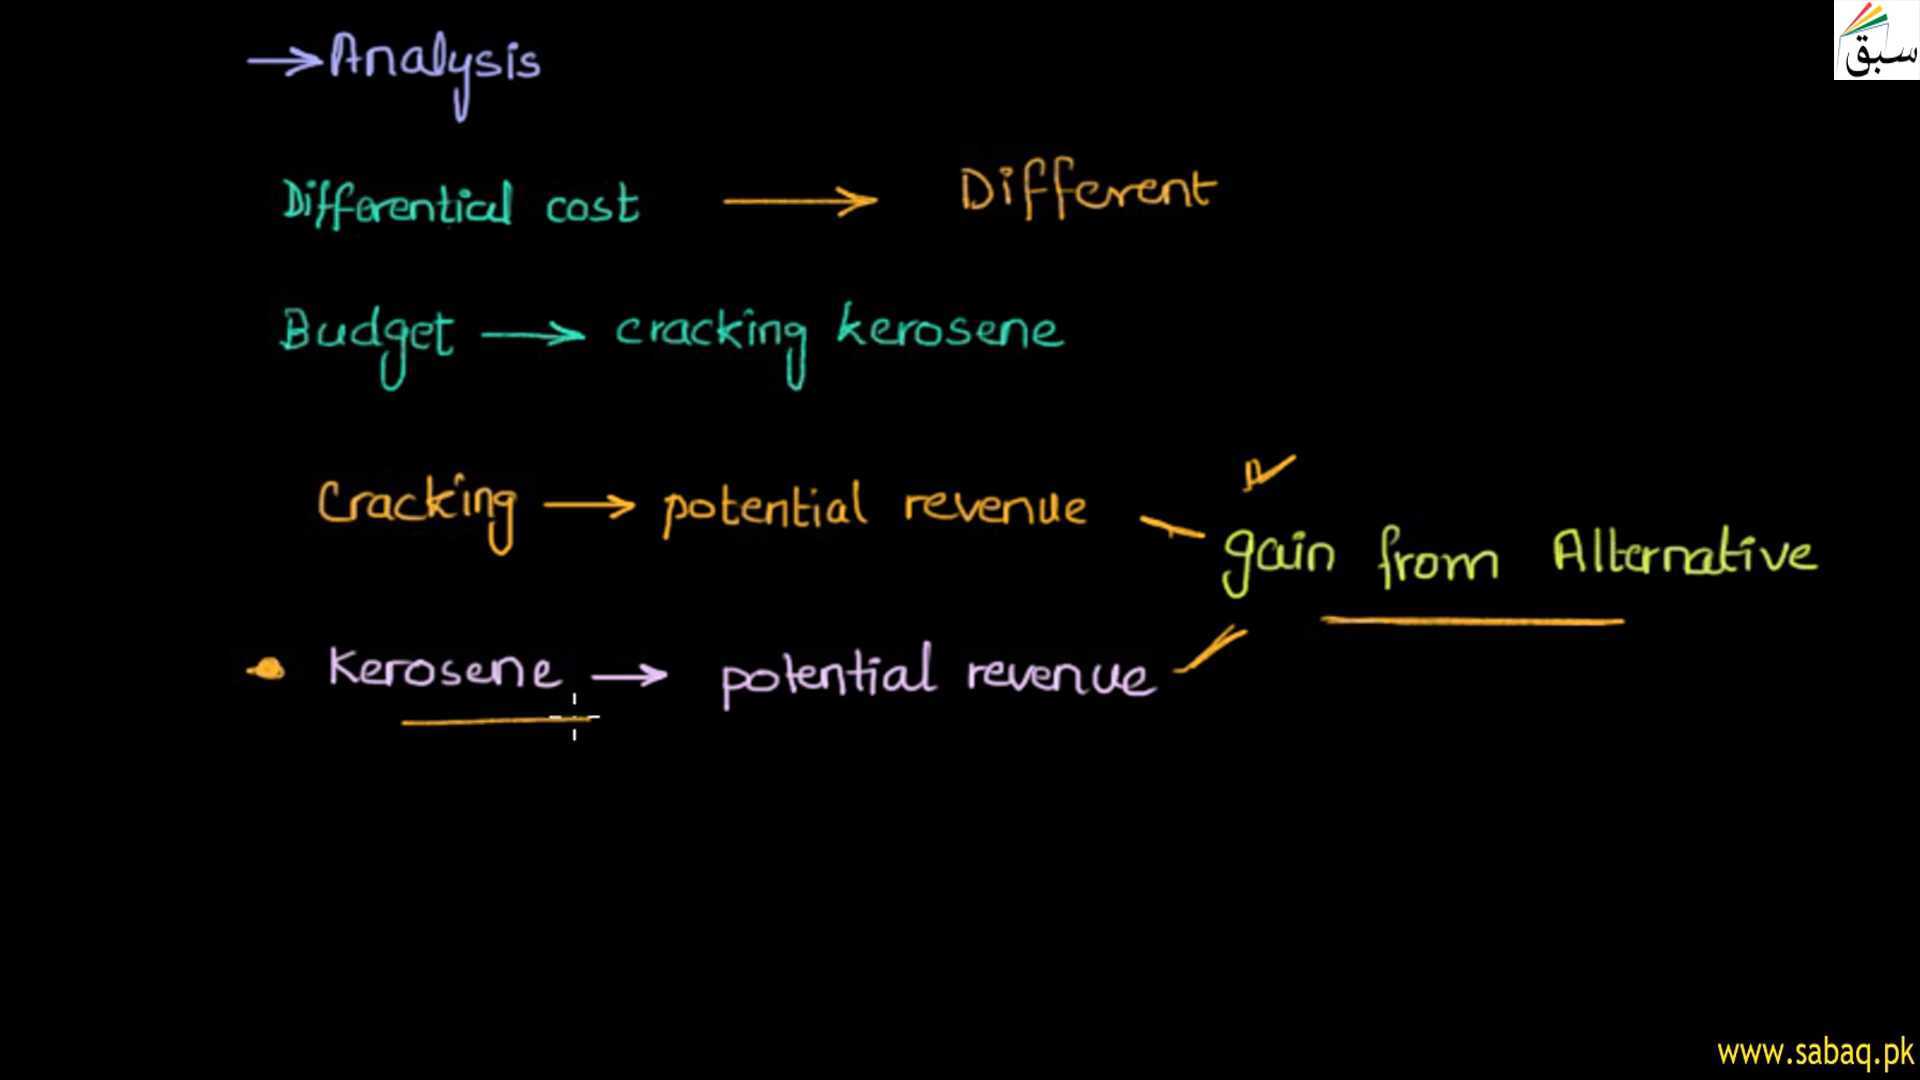 سبق
→ Analysis
Differential cost → Different
Budget → cracking kerosene
Cracking → potential revenue
gain from Alternative
Kerosene → potential revenue
www.sabaq.pk